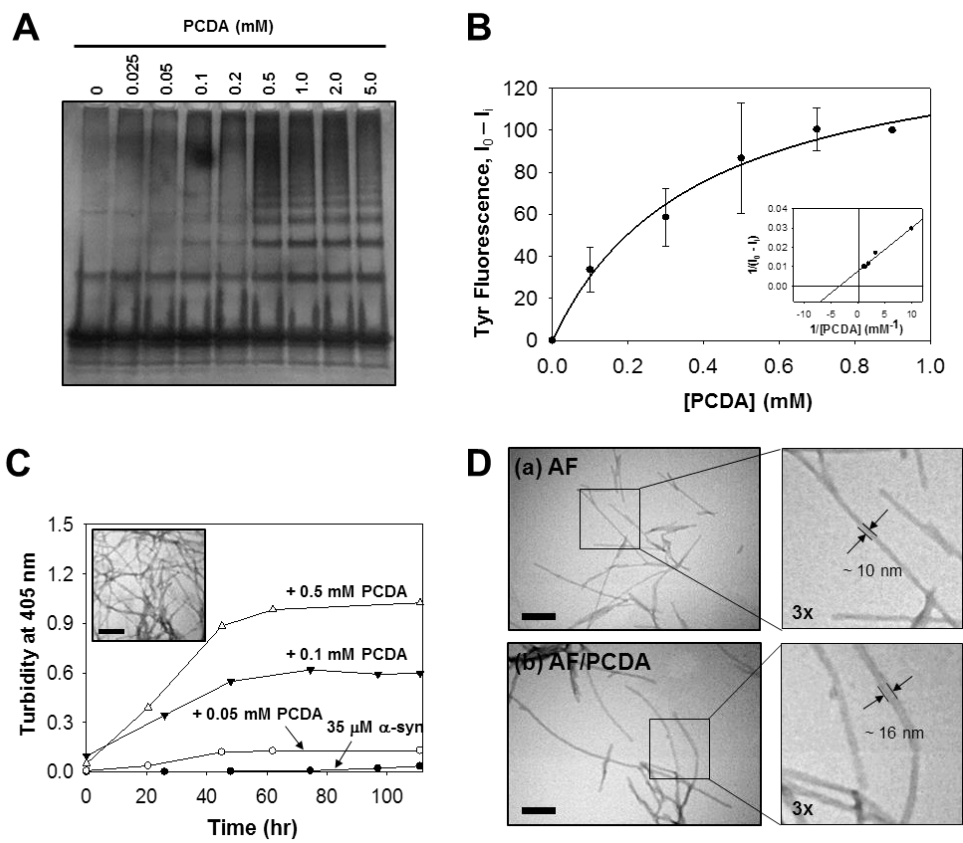 A
PCDA (mM)
0 0.025 0.05 0.1 0.2 0.5 1.0 2.0 5.0
B
Tyr Fluorescence, I0 – Ii
120
100
80
60
40
20
0
0.0 0.2 0.4 0.6 0.8 1.0
[PCDA] (mM)
1/(I0 - Ii)
0.04
0.03
0.02
0.01
0.00
-10 -5 0 5 10
1/[PCDA] (mM-1)
C
Turbidity at 405 nm
1.5
1.2
0.9
0.6
0.3
0.0
+ 0.5 mM PCDA
+ 0.1 mM PCDA
+ 0.05 mM PCDA
35 μM α-syn
0 20 40 60 80 100
Time (hr)
D
(a) AF
~ 10 nm
3x
(b) AF/PCDA
~ 16 nm
3x